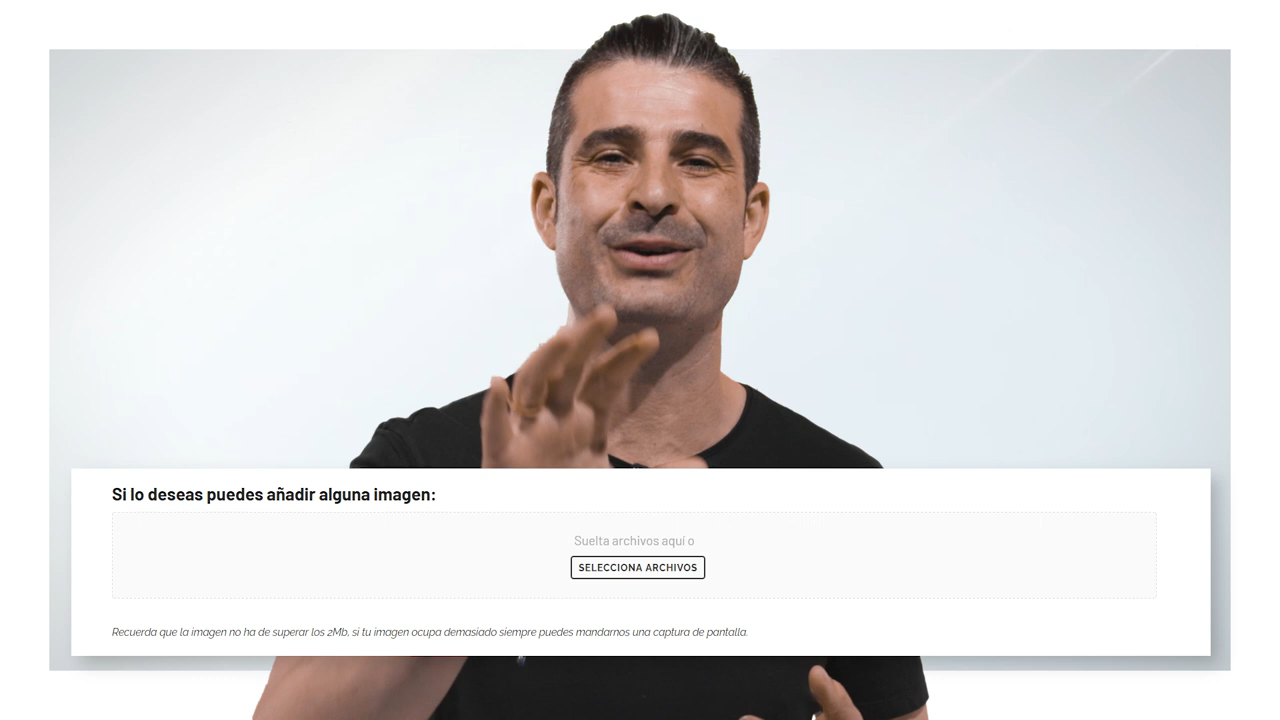 Si lo deseas puedes añadir alguna imagen:
Suelta archivos aquí o
SELECCIONA ARCHIVOS
Recuerda que la imagen no ha de superar los 2Mb, si tu imagen ocupa demasiado siempre puedes mandarnos una captura de pantalla.